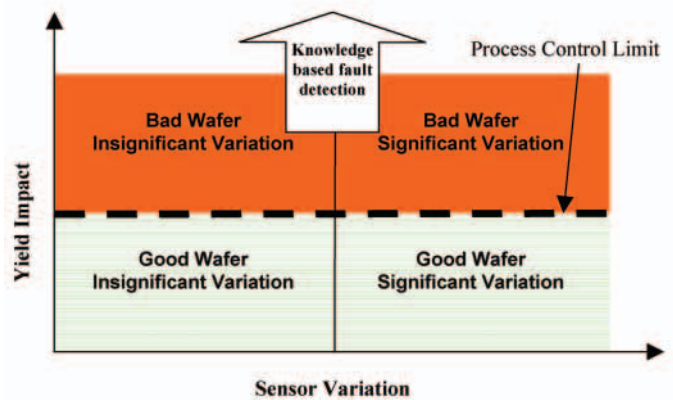 Knowledge
based fault
detection
Process Control Limit
Bad Wafer
Insignificant Variation
Bad Wafer
Significant Variation
Good Wafer
Insignificant Variation
Good Wafer
Significant Variation
Yield Impact
Sensor Variation